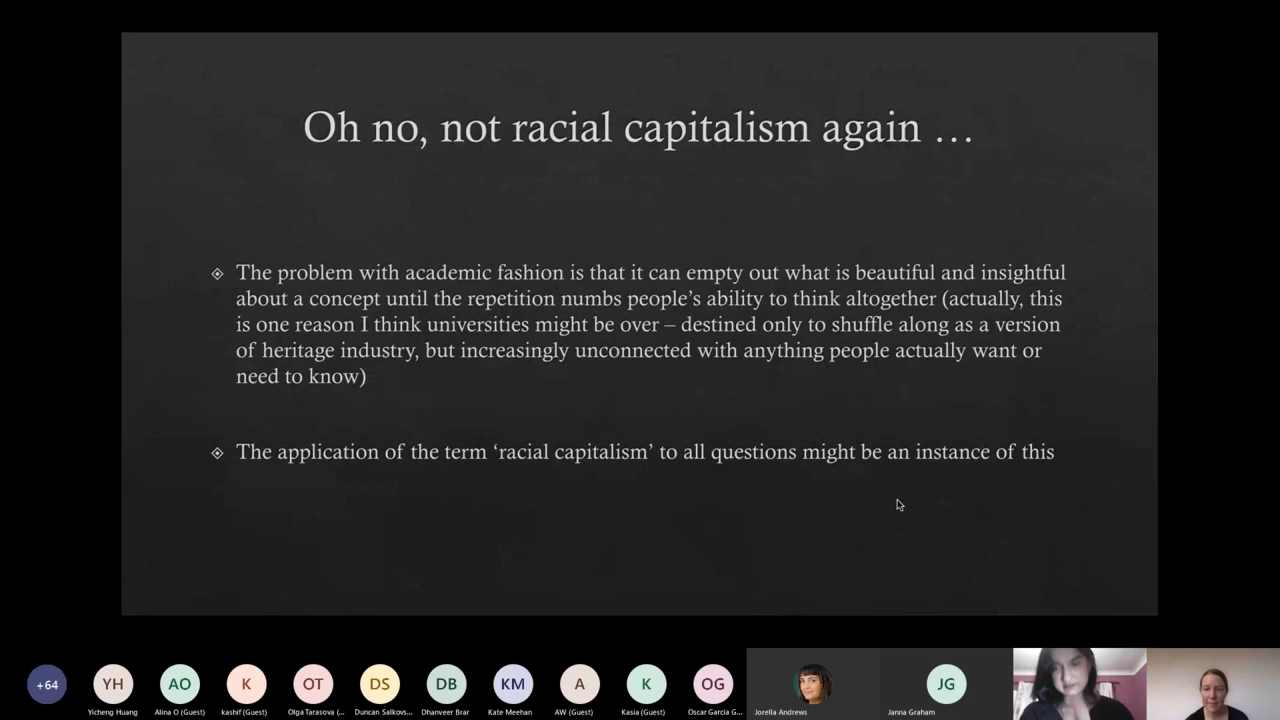 Oh no, not racial capitalism again …
The problem with academic fashion is that it can empty out what is beautiful and insightful
about a concept until the repetition numbs people’s ability to think altogether (actually, this
is one reason I think universities might be over – destined only to shuffle along as a version
of heritage industry, but increasingly unconnected with anything people actually want or
need to know)
The application of the term ‘racial capitalism’ to all questions might be an instance of this
+64
YH
AO
K
OT
DS
DB
KM
A
K
OG
JG
Yicheng Huang
Alina O (Guest)
kashif (Guest)
Olga Tarasova (...
Duncan Salkovs...
Dhanveer Brar
Kate Meehan
AW (Guest)
Kasia (Guest)
Oscar Garcia G...
Jorella Andrews
Janna Graham